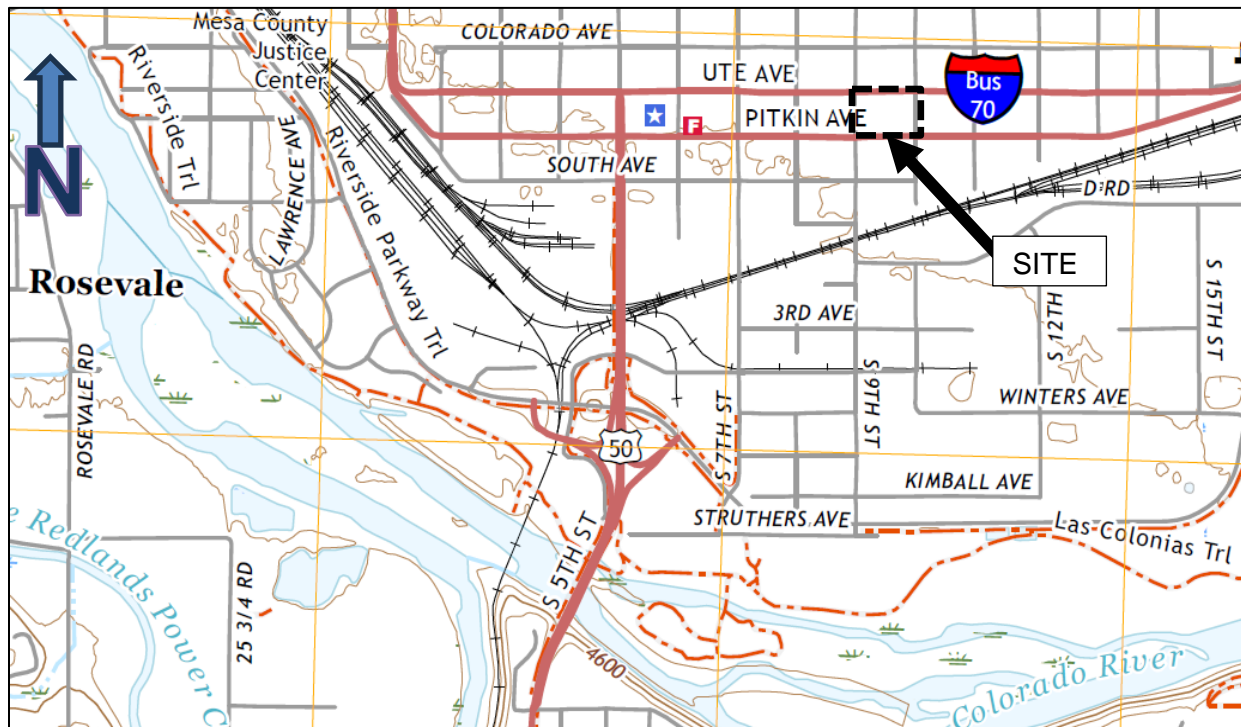 Mesa County
Justice
Center
COLORADO AVE
UTE AVE
Bus
70
PITKIN AVE
N
Riverside Trl
LAWRENCE AVE
Riverside Parkway Trl
SOUTH AVE
F
D RD
SITE
Rosevale
ROSEVALE RD
3RD AVE
S 12TH
S 15TH ST
S 9TH ST
S 7TH ST
WINTERS AVE
50
KIMBALL AVE
STRUTHERS AVE
Las Colonias Trl
e Redlands Power C
25 3/4 RD
S 5TH ST
4600
Colorado River